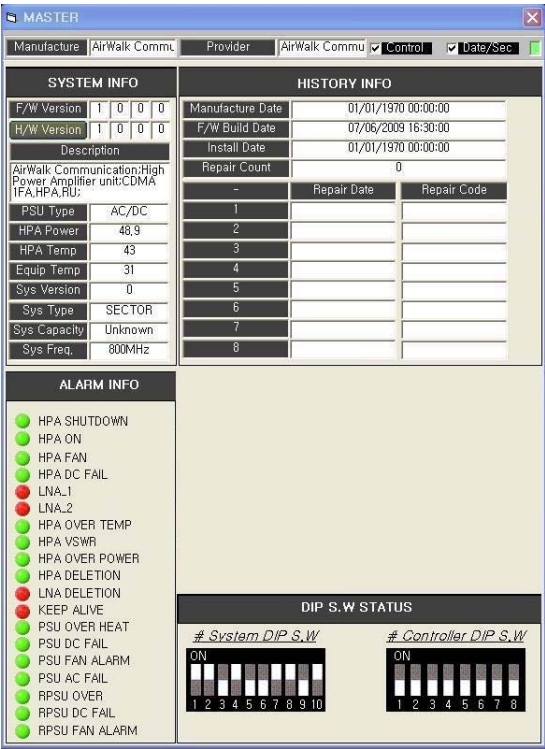 MASTER
Manufacture AirWalk Commu Provider AirWalk Commu Control Date/Sec
SYSTEM INFO
F/W Version 1 0 0 0
H/W Version 1 0 0 0
Description
AirWalk Communication;High
Power Amplifier unit;CDMA
1FA,HPA,RU;
PSU Type AC/DC
HPA Power 48,9
HPA Temp 43
Equip Temp 31
Sys Version 0
Sys Type SECTOR
Sys Capacity Unknown
Sys Freq, 800MHz
HISTORY INFO
Manufacture Date 01/01/1970 00:00:00
F/W Build Date 07/06/2009 16:30:00
Install Date 01/01/1970 00:00:00
Repair Count 0
- Repair Date Repair Code
1
2
3
4
5
6
7
8
ALARM INFO
HPA SHUTDOWN
HPA ON
HPA FAN
HPA DC FAIL
LNA_1
LNA_2
HPA OVER TEMP
HPA VSWR
HPA OVER POWER
HPA DELETION
LNA DELETION
KEEP ALIVE
PSU OVER HEAT
PSU DC FAIL
PSU FAN ALARM
PSU AC FAIL
RPSU OVER
RPSU DC FAIL
RPSU FAN ALARM
DIP S.W STATUS
# System DIP S,W
ON
1 2 3 4 5 6 7 8 9 10
# Controller DIP S,W
ON
1 2 3 4 5 6 7 8